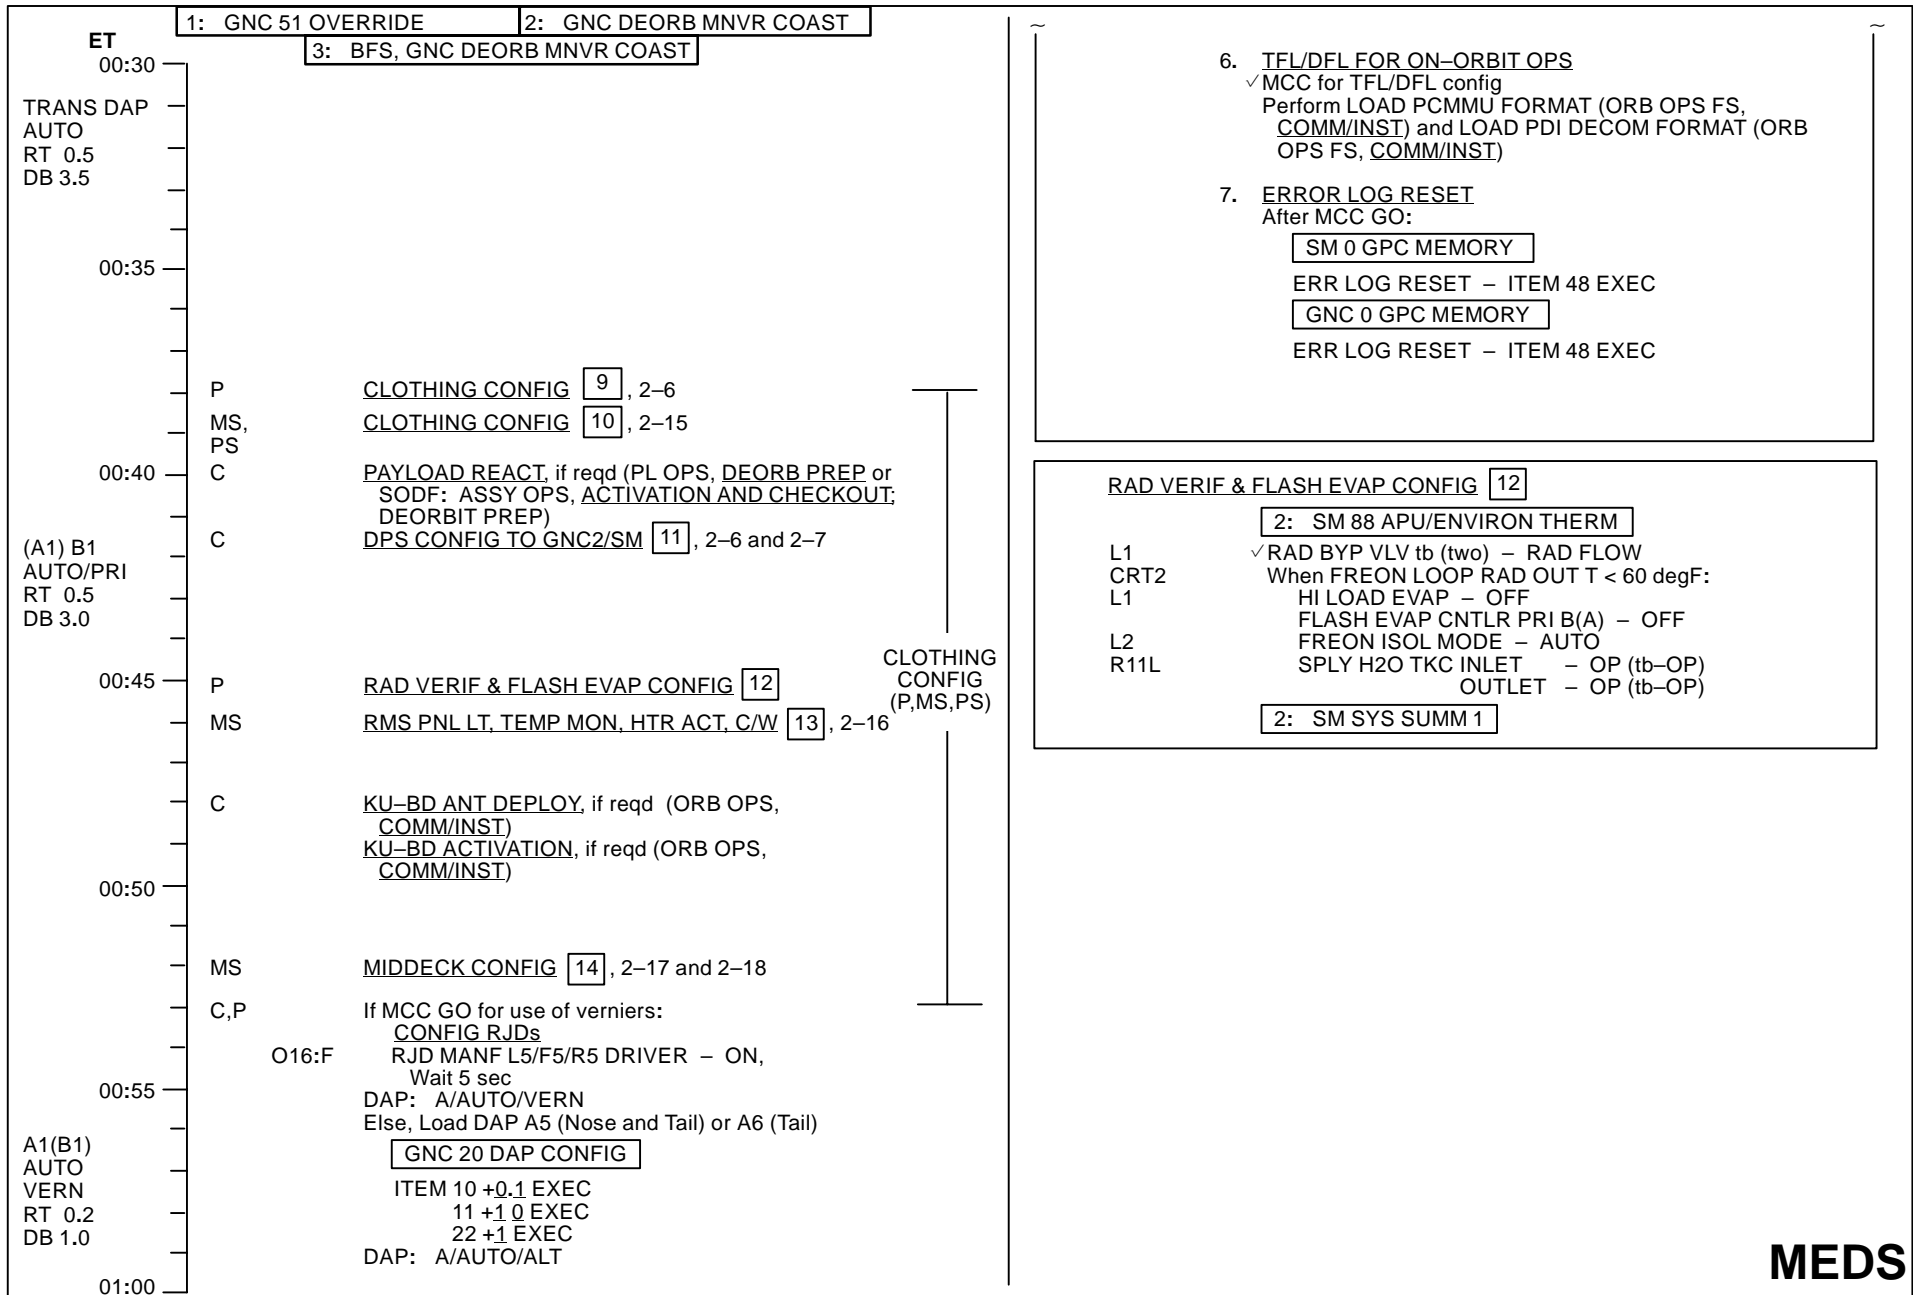 1: GNC 51 OVERRIDE
2: GNC DEORB MNVR COAST
3: BFS, GNC DEORB MNVR COAST
ET
00:30
TRANS DAP
AUTO
RT 0.5
DB 3.5
00:35
P CLOTHING CONFIG 9 , 2–6
MS, CLOTHING CONFIG 10 , 2–15
PS
00:40
C PAYLOAD REACT, if reqd (PL OPS, DEORB PREP or
SODF: ASSY OPS, ACTIVATION AND CHECKOUT;
DEORBIT PREP)
C DPS CONFIG TO GNC2/SM 11 , 2–6 and 2–7
(A1) B1
AUTO/PRI
RT 0.5
DB 3.0
CLOTHING
CONFIG
(P,MS,PS)
00:45
P RAD VERIF & FLASH EVAP CONFIG 12
MS RMS PNL LT, TEMP MON, HTR ACT, C/W 13 , 2–16
C KU–BD ANT DEPLOY, if reqd (ORB OPS,
COMM/INST)
KU–BD ACTIVATION, if reqd (ORB OPS,
COMM/INST)
00:50
MS MIDDECK CONFIG 14 , 2–17 and 2–18
C,P If MCC GO for use of verniers:
CONFIG RJDs
O16:F RJD MANF L5/F5/R5 DRIVER – ON,
Wait 5 sec
00:55
DAP: A/AUTO/VERN
Else, Load DAP A5 (Nose and Tail) or A6 (Tail)
A1(B1)
AUTO
VERN
RT 0.2
DB 1.0
GNC 20 DAP CONFIG
ITEM 10 +0.1 EXEC
11 +1 0 EXEC
22 +1 EXEC
DAP: A/AUTO/ALT
01:00
~ ~
6. TFL/DFL FOR ON–ORBIT OPS
√MCC for TFL/DFL config
Perform LOAD PCMMU FORMAT (ORB OPS FS,
COMM/INST) and LOAD PDI DECOM FORMAT (ORB
OPS FS, COMM/INST)
7. ERROR LOG RESET
After MCC GO:
SM 0 GPC MEMORY
ERR LOG RESET – ITEM 48 EXEC
GNC 0 GPC MEMORY
ERR LOG RESET – ITEM 48 EXEC
RAD VERIF & FLASH EVAP CONFIG 12
2: SM 88 APU/ENVIRON THERM
L1 √RAD BYP VLV tb (two) – RAD FLOW
CRT2 When FREON LOOP RAD OUT T < 60 degF:
L1 HI LOAD EVAP – OFF
FLASH EVAP CNTLR PRI B(A) – OFF
L2 FREON ISOL MODE – AUTO
R11L SPLY H2O TKC INLET – OP (tb–OP)
OUTLET – OP (tb–OP)
2: SM SYS SUMM 1
MEDS